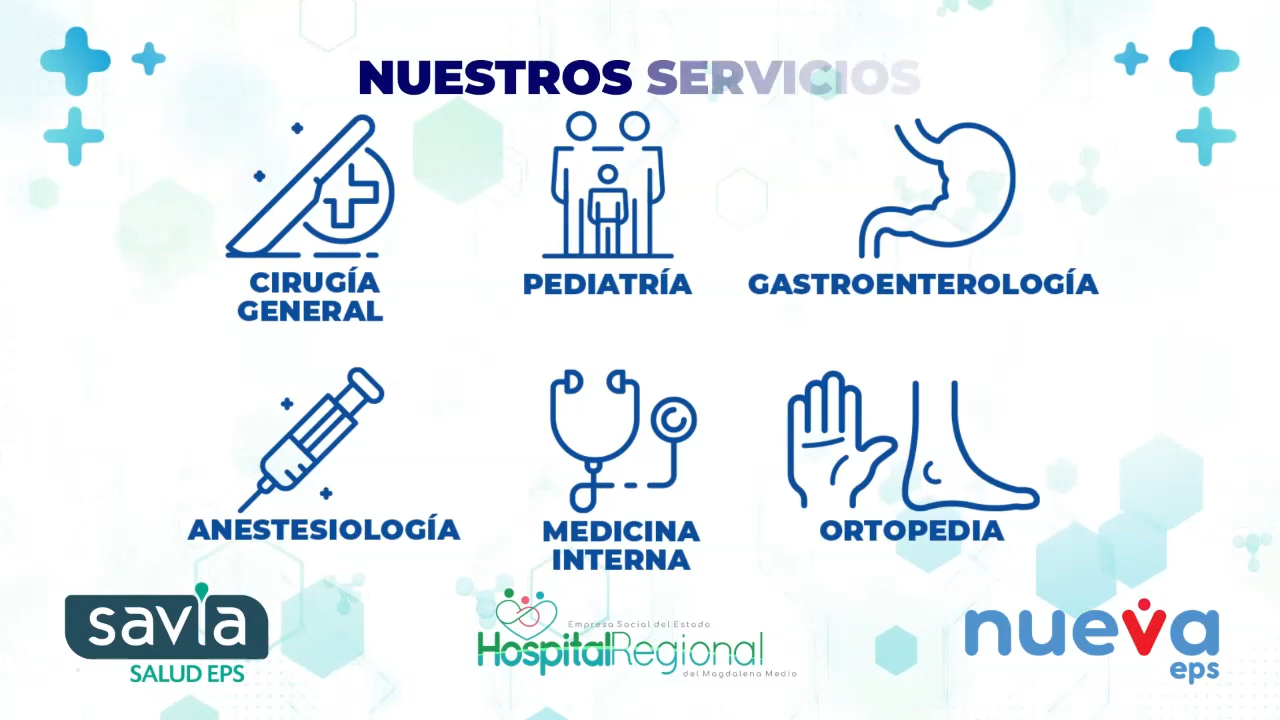 NUESTROS SERVICIOS
CIRUGÍA
GENERAL
PEDIATRÍA
GASTROENTEROLOGÍA
ANESTESIOLOGÍA
MEDICINA
INTERNA
ORTOPEDIA
savia
SALUD EPS
Empresa Social del Estado
HospitalRegional
del Magdalena Medio
nueva
eps